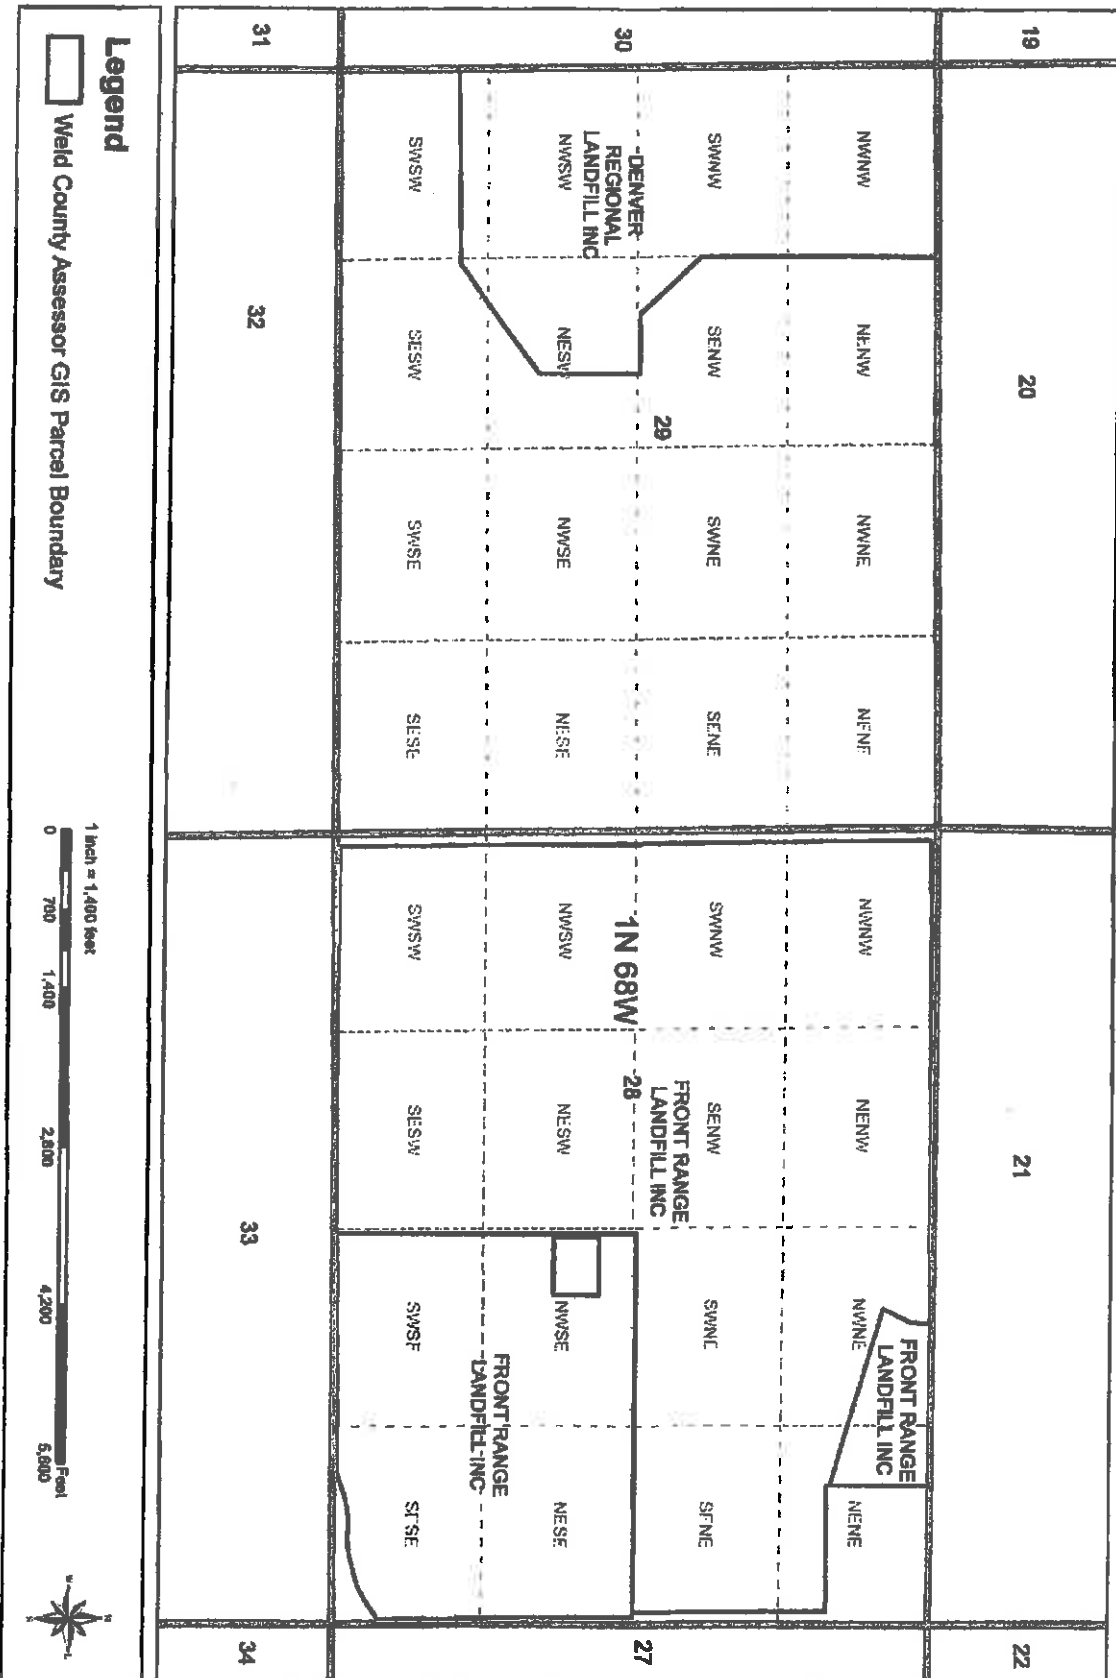 19
20
21
22
30
NWNW
NENW
NWNE
NENE
NWNW
NENW
NWNE
FRONT RANGE
LANDFILL INC
NENE
SWNW
SENW
SWNE
SENE
SWNW
SENW
SWNE
SENE
29
FRONT RANGE
LANDFILL INC
DENVER
REGIONAL
LANDFILL INC
1N 68W
28
27
NWSW
NESW
NWSE
NESE
NWSW
NESW
NWSE
NESE
FRONT RANGE
LANDFILL INC
SWSW
SESW
SWSE
SESE
SWSW
SESW
SWSE
SESE
31
32
33
34
Legend
Weld County Assessor GIS Parcel Boundary
1 inch = 1,400 feet
0 700 1,400 2,800 4,200 5,600
Feet